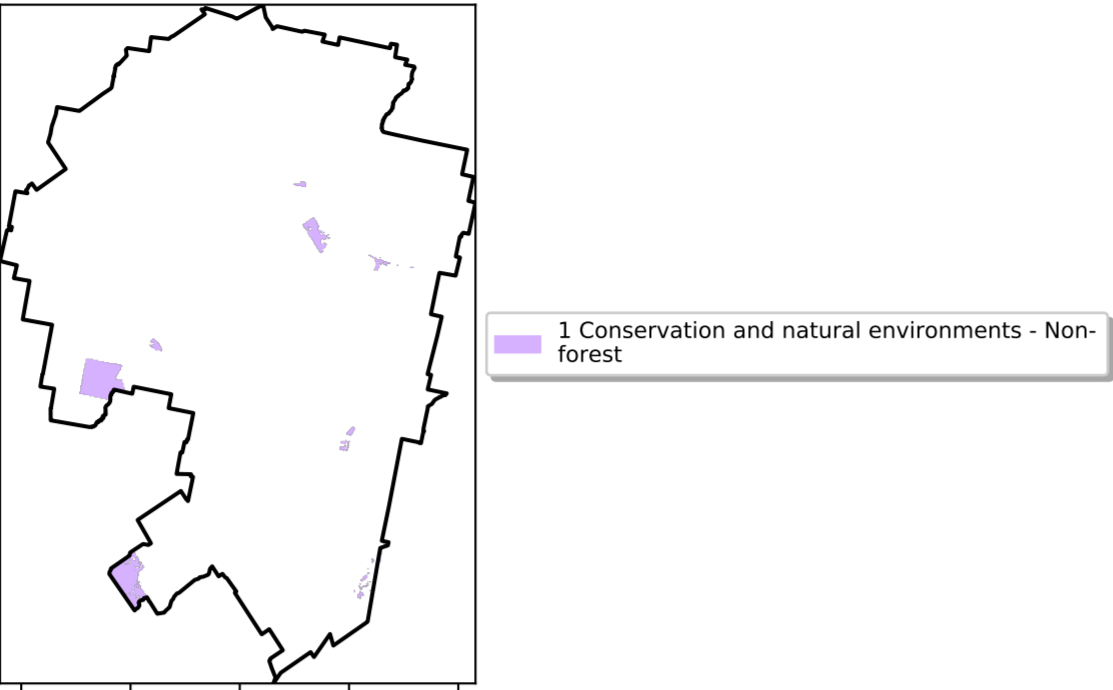 1 Conservation and natural environments - Non-
forest